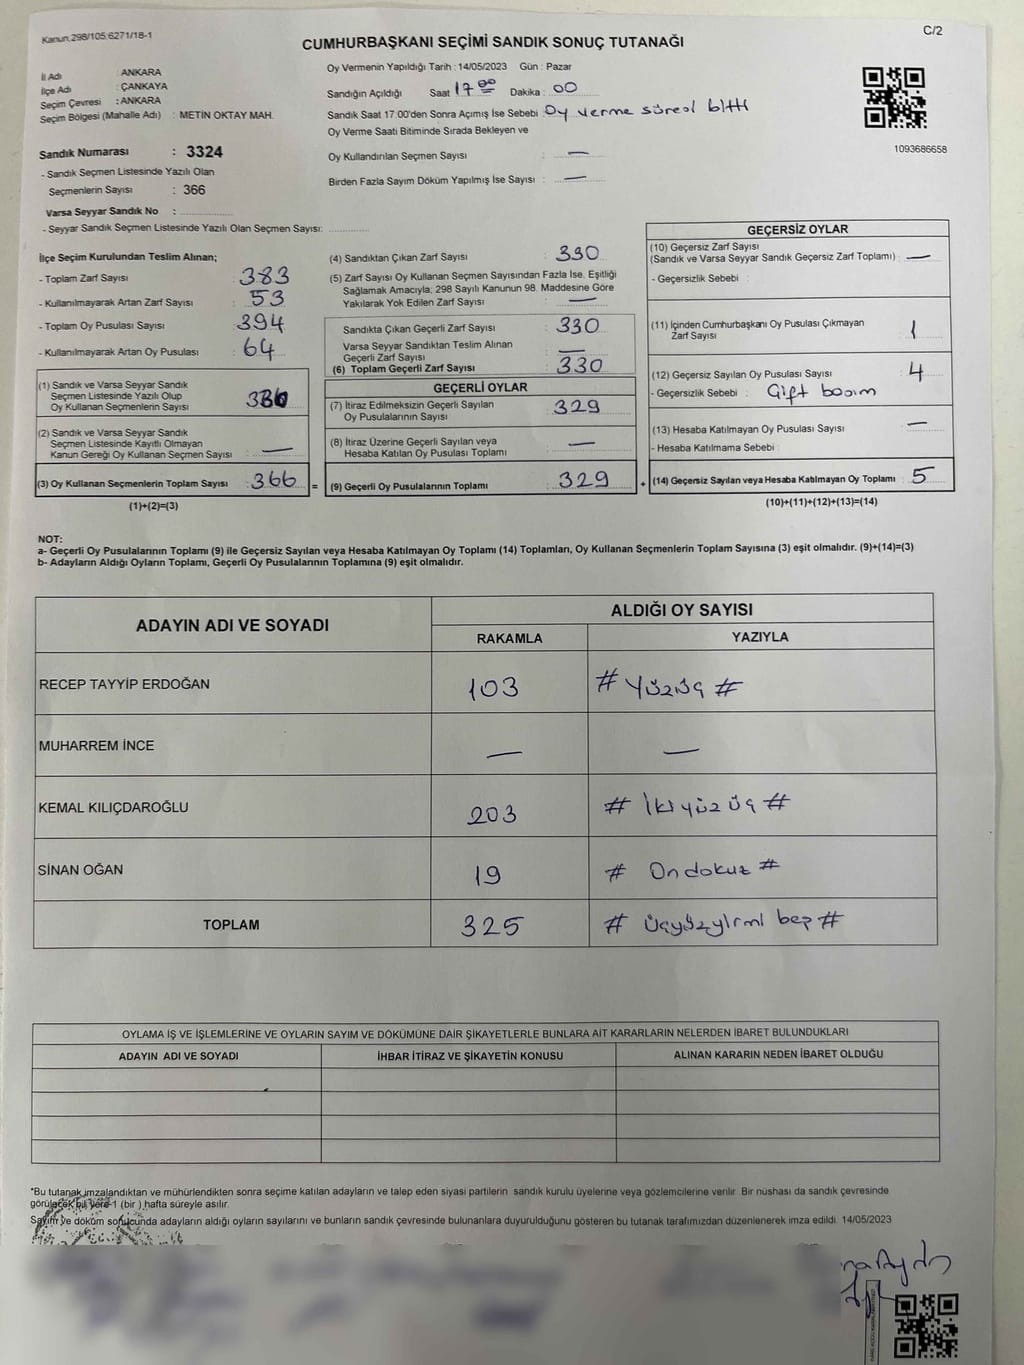 Kanun:298/105;6271/18-1
C/2
CUMHURBAŞKANI SEÇİMİ SANDIK SONUÇ TUTANAĞI
İl Adı : ANKARA
İlçe Adı : ÇANKAYA
Seçim Çevresi : ANKARA
Seçim Bölgesi (Mahalle Adı) : METİN OKTAY MAH.
Sandık Numarası : 3324
- Sandık Seçmen Listesinde Yazılı Olan
Seçmenlerin Sayısı : 366
Varsa Seyyar Sandık No :
- Seyyar Sandık Seçmen Listesinde Yazılı Olan Seçmen Sayısı:
Oy Vermenin Yapıldığı Tarih : 14/05/2023 Gün : Pazar
Sandığın Açıldığı Saat 17:00 Dakika : 00
Sandık Saat 17:00'den Sonra Açımış İse Sebebi : Oy verme süresi bitti
Oy Verme Saati Bitiminde Sırada Bekleyen ve
Oy Kullandırılan Seçmen Sayısı : —
Birden Fazla Sayım Döküm Yapılmış İse Sayısı : —
1093686658
İlçe Seçim Kurulundan Teslim Alınan;
- Toplam Zarf Sayısı : 383
- Kullanılmayarak Artan Zarf Sayısı : 53
- Toplam Oy Pusulası Sayısı : 394
- Kullanılmayarak Artan Oy Pusulası : 64
(1) Sandık ve Varsa Seyyar Sandık
Seçmen Listesinde Yazılı Olup
Oy Kullanan Seçmenlerin Sayısı :
(2) Sandık ve Varsa Seyyar Sandık
Seçmen Listesinde Kayıtlı Olmayan
Kanun Gereği Oy Kullanan Seçmen Sayısı : —
(3) Oy Kullanan Seçmenlerin Toplam Sayısı : 366 =
(1)+(2)=(3)
(4) Sandıktan Çıkan Zarf Sayısı : 330
(5) Zarf Sayısı Oy Kullanan Seçmen Sayısından Fazla İse, Eşitliği
Sağlamak Amacıyla; 298 Sayılı Kanunun 98. Maddesine Göre
Yakılarak Yok Edilen Zarf Sayısı : —
Sandıkta Çıkan Geçerli Zarf Sayısı : 330
Varsa Seyyar Sandıktan Teslim Alınan
Geçerli Zarf Sayısı : —
(6) Toplam Geçerli Zarf Sayısı : 330
GEÇERLİ OYLAR
(7) İtiraz Edilmeksizin Geçerli Sayılan
Oy Pusulalarının Sayısı : 329
(8) İtiraz Üzerine Geçerli Sayılan veya
Hesaba Katılan Oy Pusulası Toplamı : —
(9) Geçerli Oy Pusulalarının Toplamı : 329 +
GEÇERSİZ OYLAR
(10) Geçersiz Zarf Sayısı
(Sandık ve Varsa Seyyar Sandık Geçersiz Zarf Toplamı) : —
- Geçersizlik Sebebi :
(11) İçinden Cumhurbaşkanı Oy Pusulası Çıkmayan
Zarf Sayısı : 1
(12) Geçersiz Sayılan Oy Pusulası Sayısı : 4
- Geçersizlik Sebebi : Çift basım
(13) Hesaba Katılmayan Oy Pusulası Sayısı : —
- Hesaba Katılmama Sebebi :
(14) Geçersiz Sayılan veya Hesaba Katılmayan Oy Toplamı : 5
(10)+(11)+(12)+(13)=(14)
NOT:
a- Geçerli Oy Pusulalarının Toplamı (9) ile Geçersiz Sayılan veya Hesaba Katılmayan Oy Toplamı (14) Toplamları, Oy Kullanan Seçmenlerin Toplam Sayısına (3) eşit olmalıdır. (9)+(14)=(3)
b- Adayların Aldığı Oyların Toplamı, Geçerli Oy Pusulalarının Toplamına (9) eşit olmalıdır.
ADAYIN ADI VE SOYADI
ALDIĞI OY SAYISI
RAKAMLA YAZIYLA
RECEP TAYYİP ERDOĞAN 103 # Yüzüç #
MUHARREM İNCE — —
KEMAL KILIÇDAROĞLU 203 # İkiyüzüç #
SİNAN OĞAN 19 # Ondokuz #
TOPLAM 325 # Üçyüzyirmi beş #
OYLAMA İŞ VE İŞLEMLERİNE VE OYLARIN SAYIM VE DÖKÜMÜNE DAİR ŞİKAYETLERLE BUNLARA AİT KARARLARIN NELERDEN İBARET BULUNDUKLARI
ADAYIN ADI VE SOYADI İHBAR İTİRAZ VE ŞİKAYETİN KONUSU ALINAN KARARIN NEDEN İBARET OLDUĞU
*Bu tutanak imzalandıktan ve mühürlendikten sonra seçime katılan adayların ve talep eden siyasi partilerin sandık kurulu üyelerine veya gözlemcilerine verilir. Bir nüshası da sandık çevresinde
görülecek bir yere 1 (bir ) hafta süreyle asılır.
Sayım ve döküm sonucunda adayların aldığı oyların sayılarını ve bunların sandık çevresinde bulunanlara duyurulduğunu gösteren bu tutanak tarafımızdan düzenlenerek imza edildi. 14/05/2023